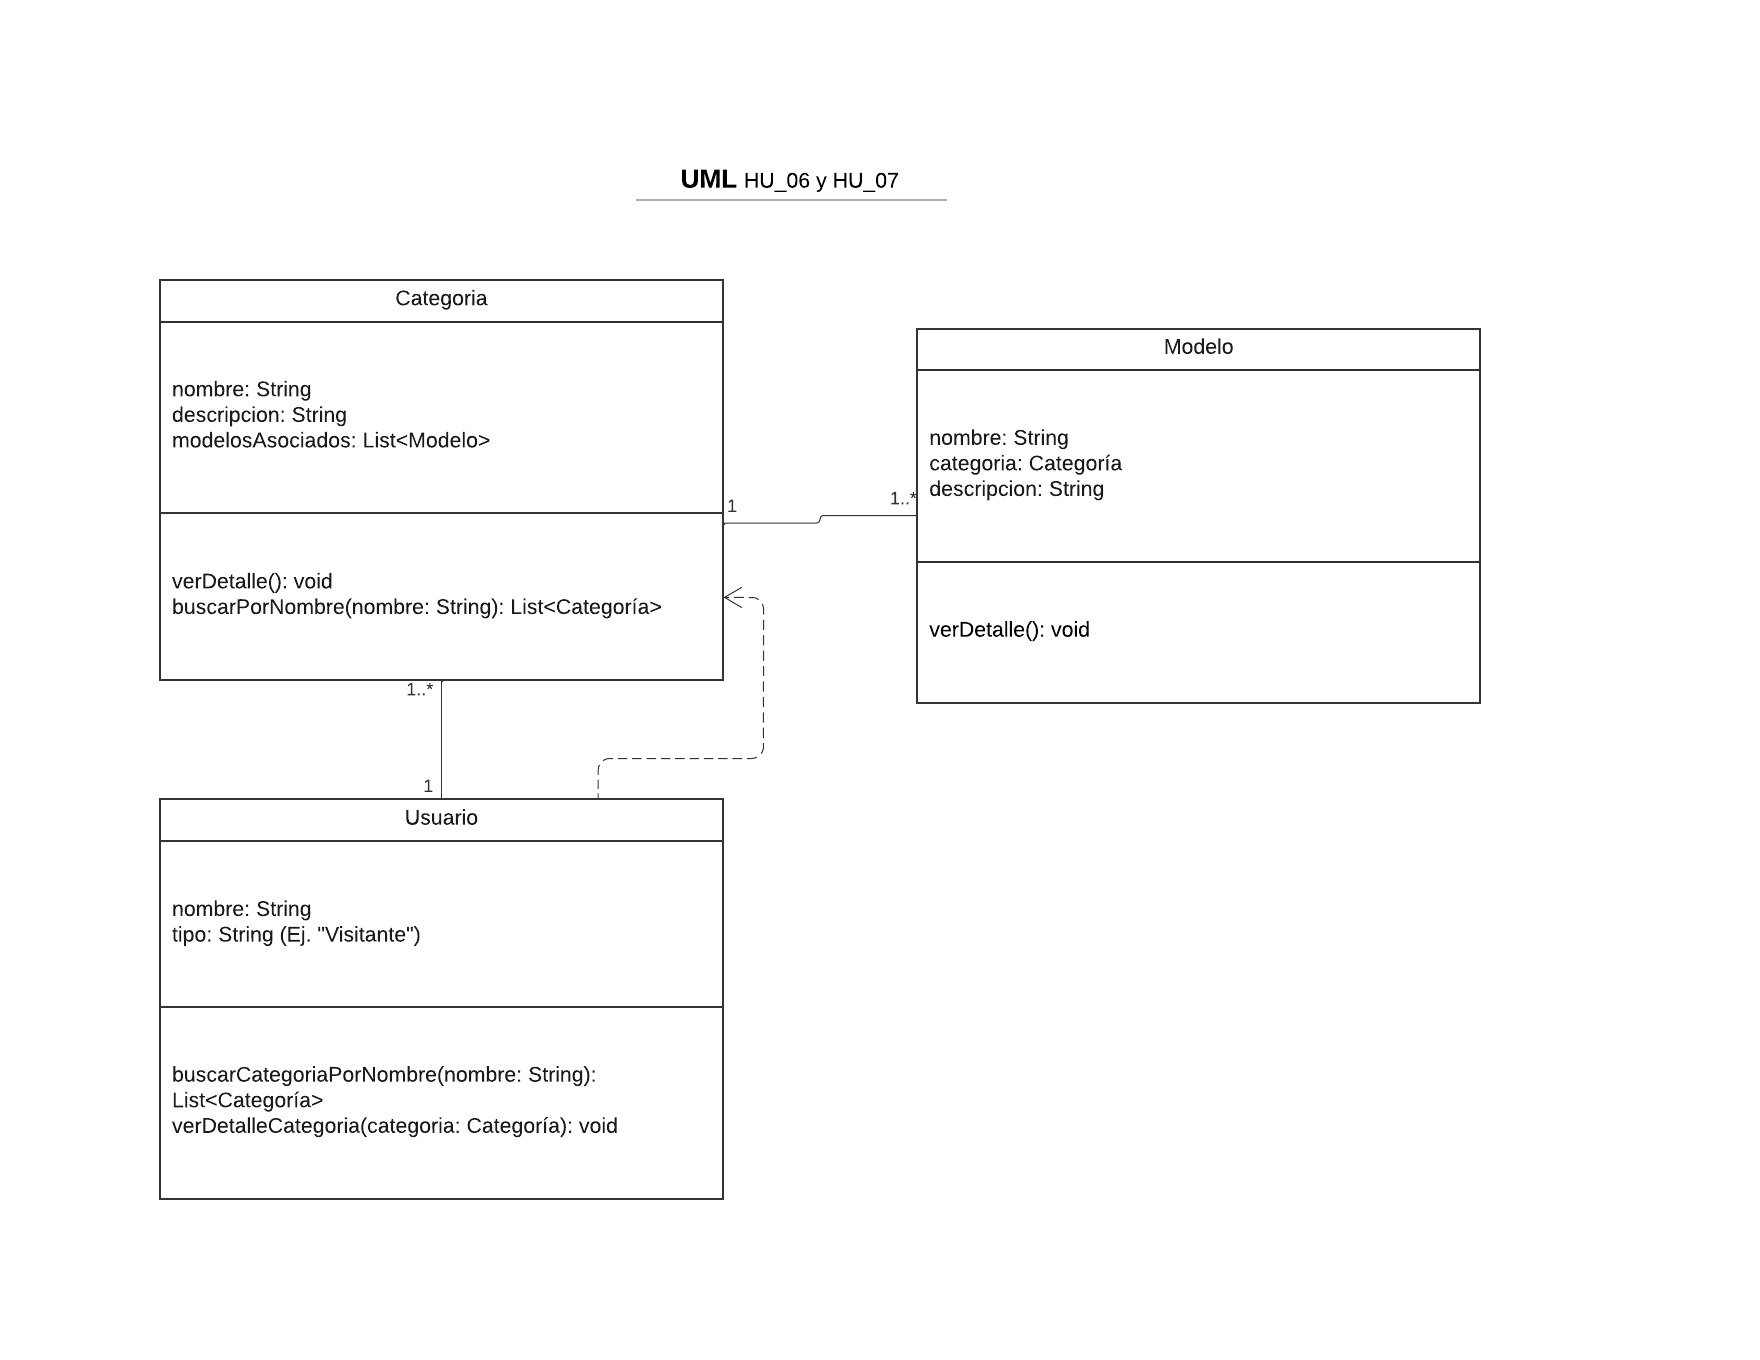 UML HU_06 y HU_07
Categoria
nombre: String
descripcion: String
modelosAsociados: List<Modelo>
verDetalle(): void
buscarPorNombre(nombre: String): List<Categoría>
1
1..*
Modelo
nombre: String
categoria: Categoría
descripcion: String
verDetalle(): void
1..*
1
Usuario
nombre: String
tipo: String (Ej. "Visitante")
buscarCategoriaPorNombre(nombre: String):
List<Categoría>
verDetalleCategoria(categoria: Categoría): void